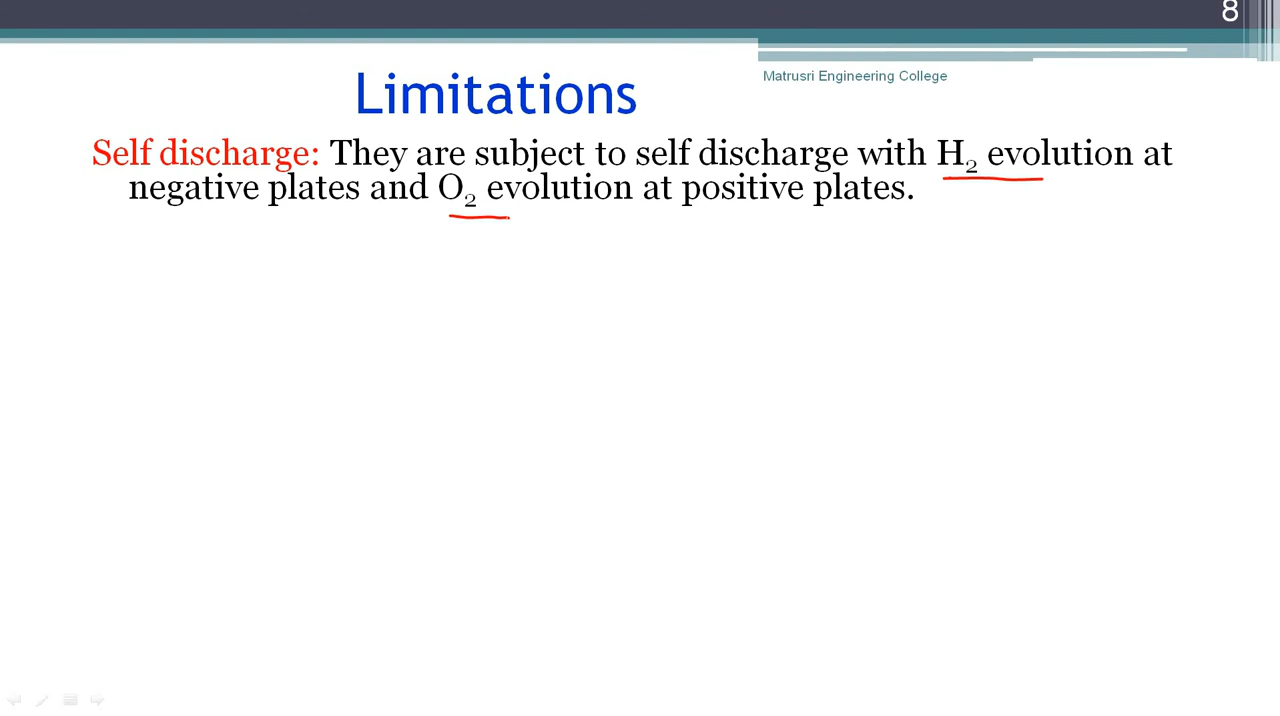 8
Matrusri Engineering College
Limitations
Self discharge: They are subject to self discharge with H₂ evolution at
negative plates and O₂ evolution at positive plates.